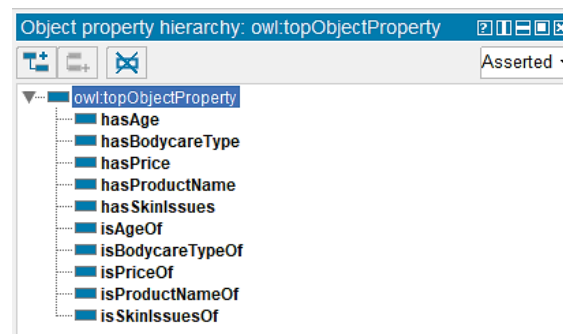 Object property hierarchy: owl:topObjectProperty
Asserted
owl:topObjectProperty
hasAge
hasBodycareType
hasPrice
hasProductName
hasSkinIssues
isAgeOf
isBodycareTypeOf
isPriceOf
isProductNameOf
isSkinIssuesOf